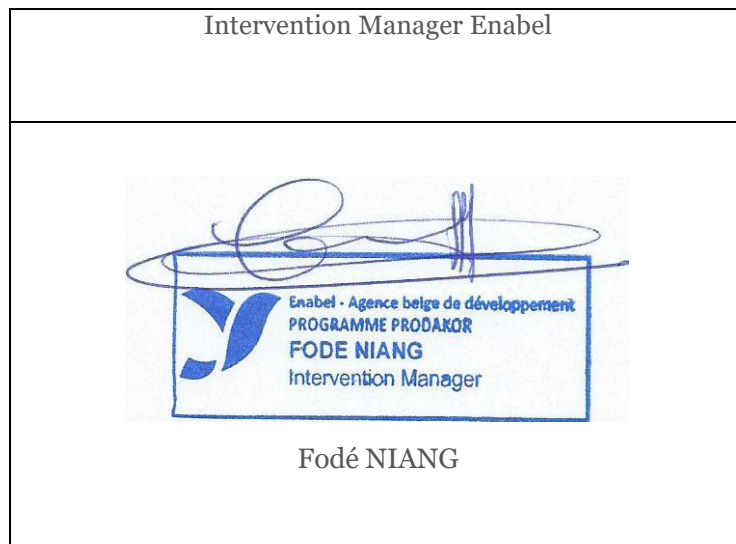 Intervention Manager Enabel
Enabel - Agence belge de développement
PROGRAMME PRODAKOR
FODE NIANG
Intervention Manager
Fodé NIANG